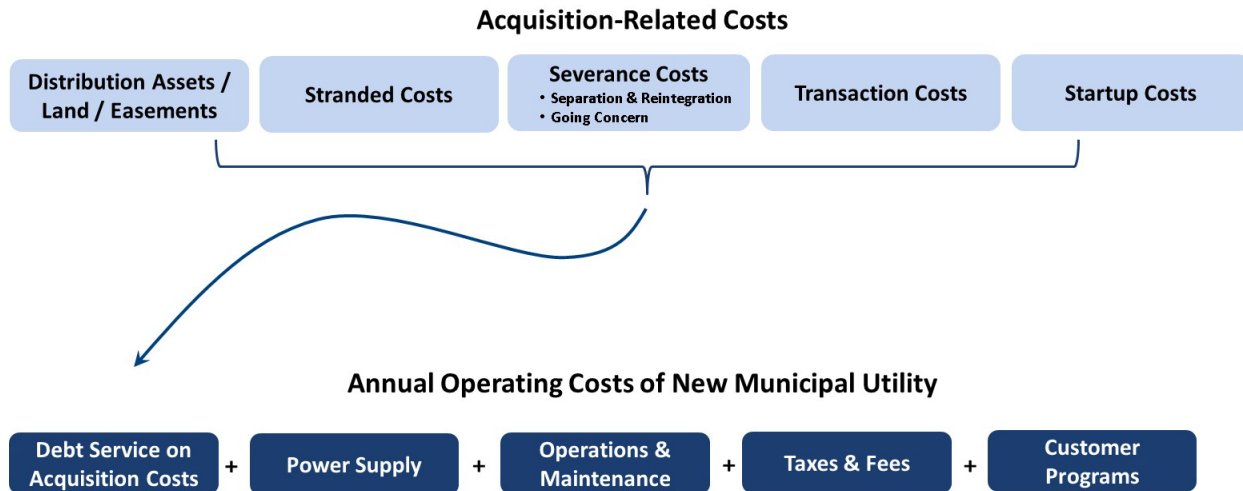 Acquisition-Related Costs
Distribution Assets /
Land / Easements
Stranded Costs
Severance Costs
• Separation & Reintegration
• Going Concern
Transaction Costs
Startup Costs
Annual Operating Costs of New Municipal Utility
Debt Service on
Acquisition Costs
+
Power Supply
+
Operations &
Maintenance
+
Taxes & Fees
+
Customer
Programs